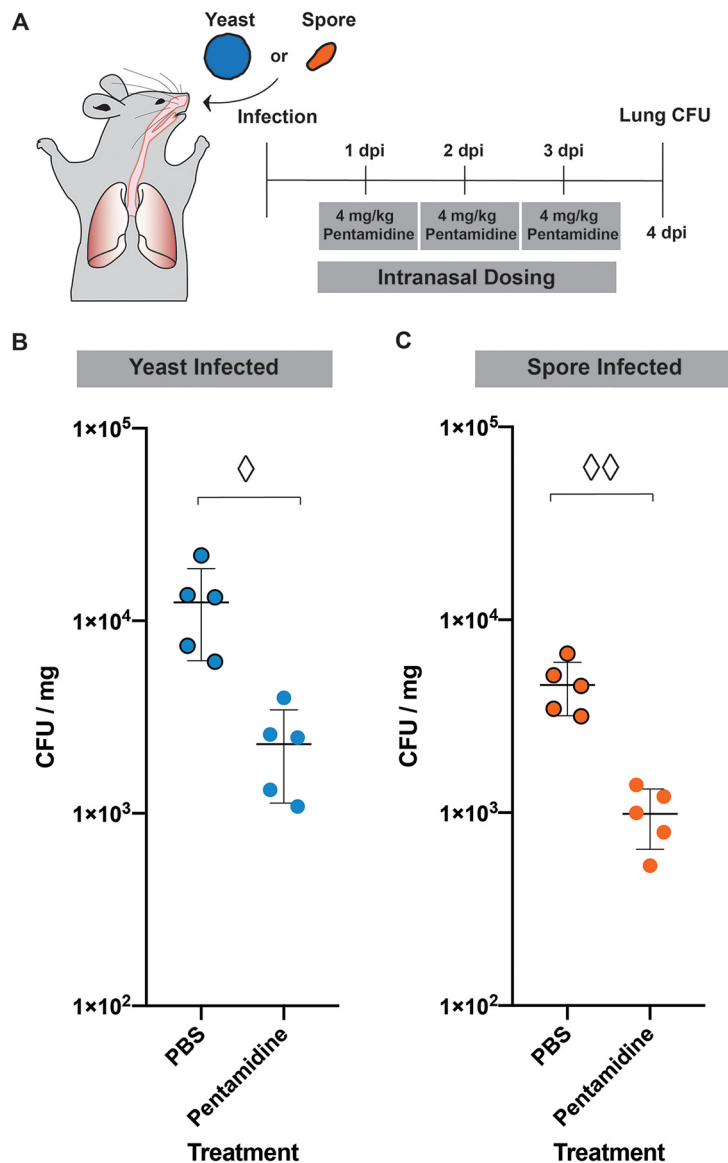 A
Yeast
or
Spore
Infection
Lung CFU
1 dpi
2 dpi
3 dpi
4 mg/kg
Pentamidine
4 mg/kg
Pentamidine
4 mg/kg
Pentamidine
4 dpi
Intranasal Dosing
B
Yeast Infected
1×10⁵
1×10⁴
1×10³
1×10²
CFU / mg
PBS
Pentamidine
Treatment
C
Spore Infected
1×10⁵
1×10⁴
1×10³
1×10²
CFU / mg
PBS
Pentamidine
Treatment